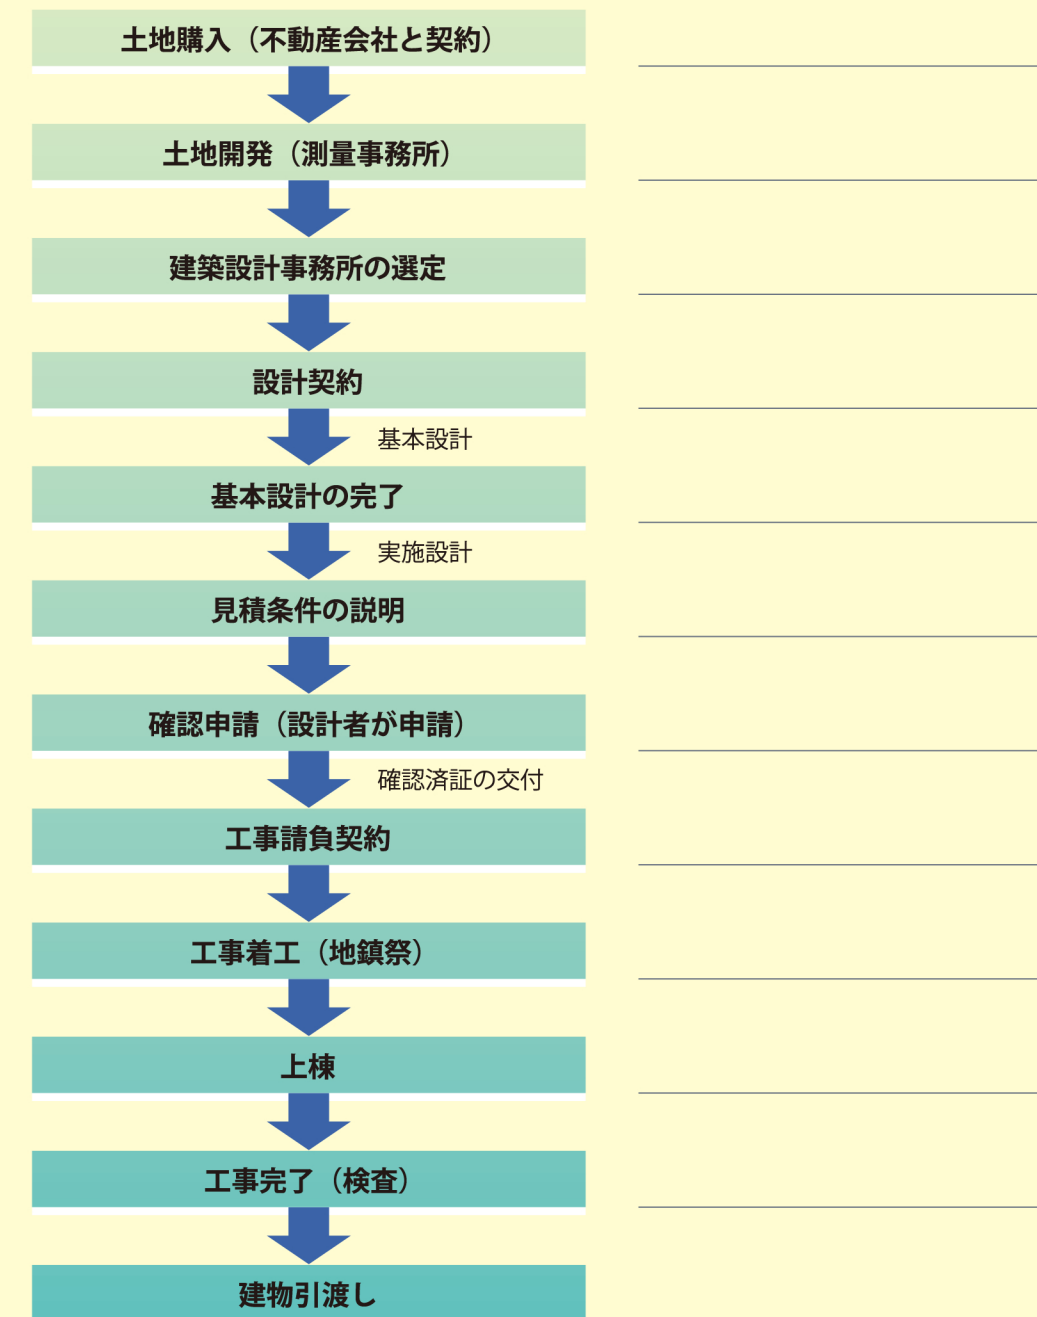 土地購入（不動産会社と契約）
土地開発（測量事務所）
建築設計事務所の選定
設計契約
基本設計
基本設計の完了
実施設計
見積条件の説明
確認申請（設計者が申請）
確認済証の交付
工事請負契約
工事着工（地鎮祭）
上棟
工事完了（検査）
建物引渡し